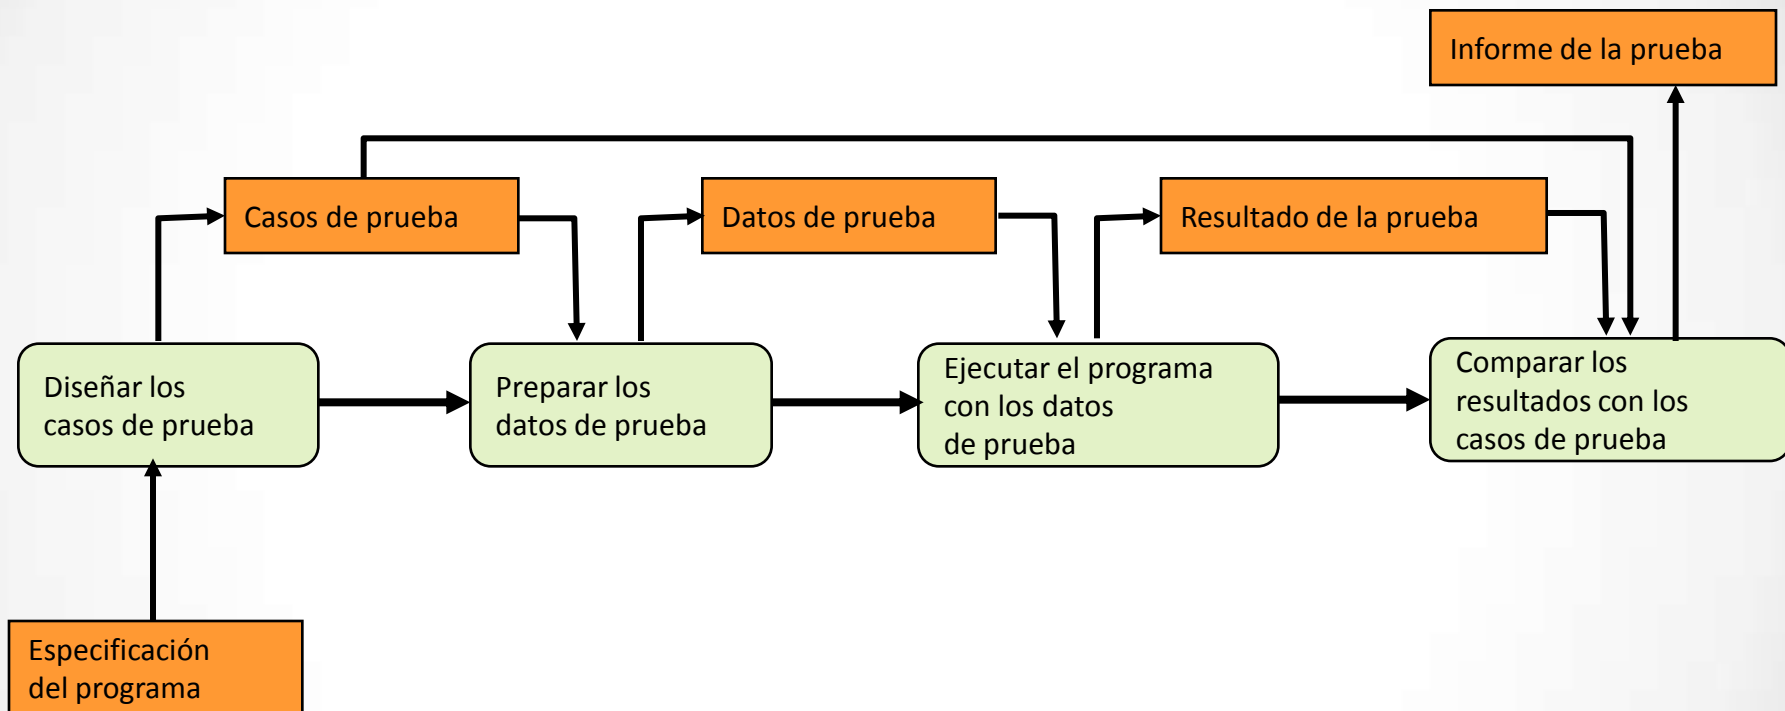 Informe de la prueba
Casos de prueba
Datos de prueba
Resultado de la prueba
Diseñar los
casos de prueba
Preparar los
datos de prueba
Ejecutar el programa
con los datos
de prueba
Comparar los
resultados con los
casos de prueba
Especificación
del programa